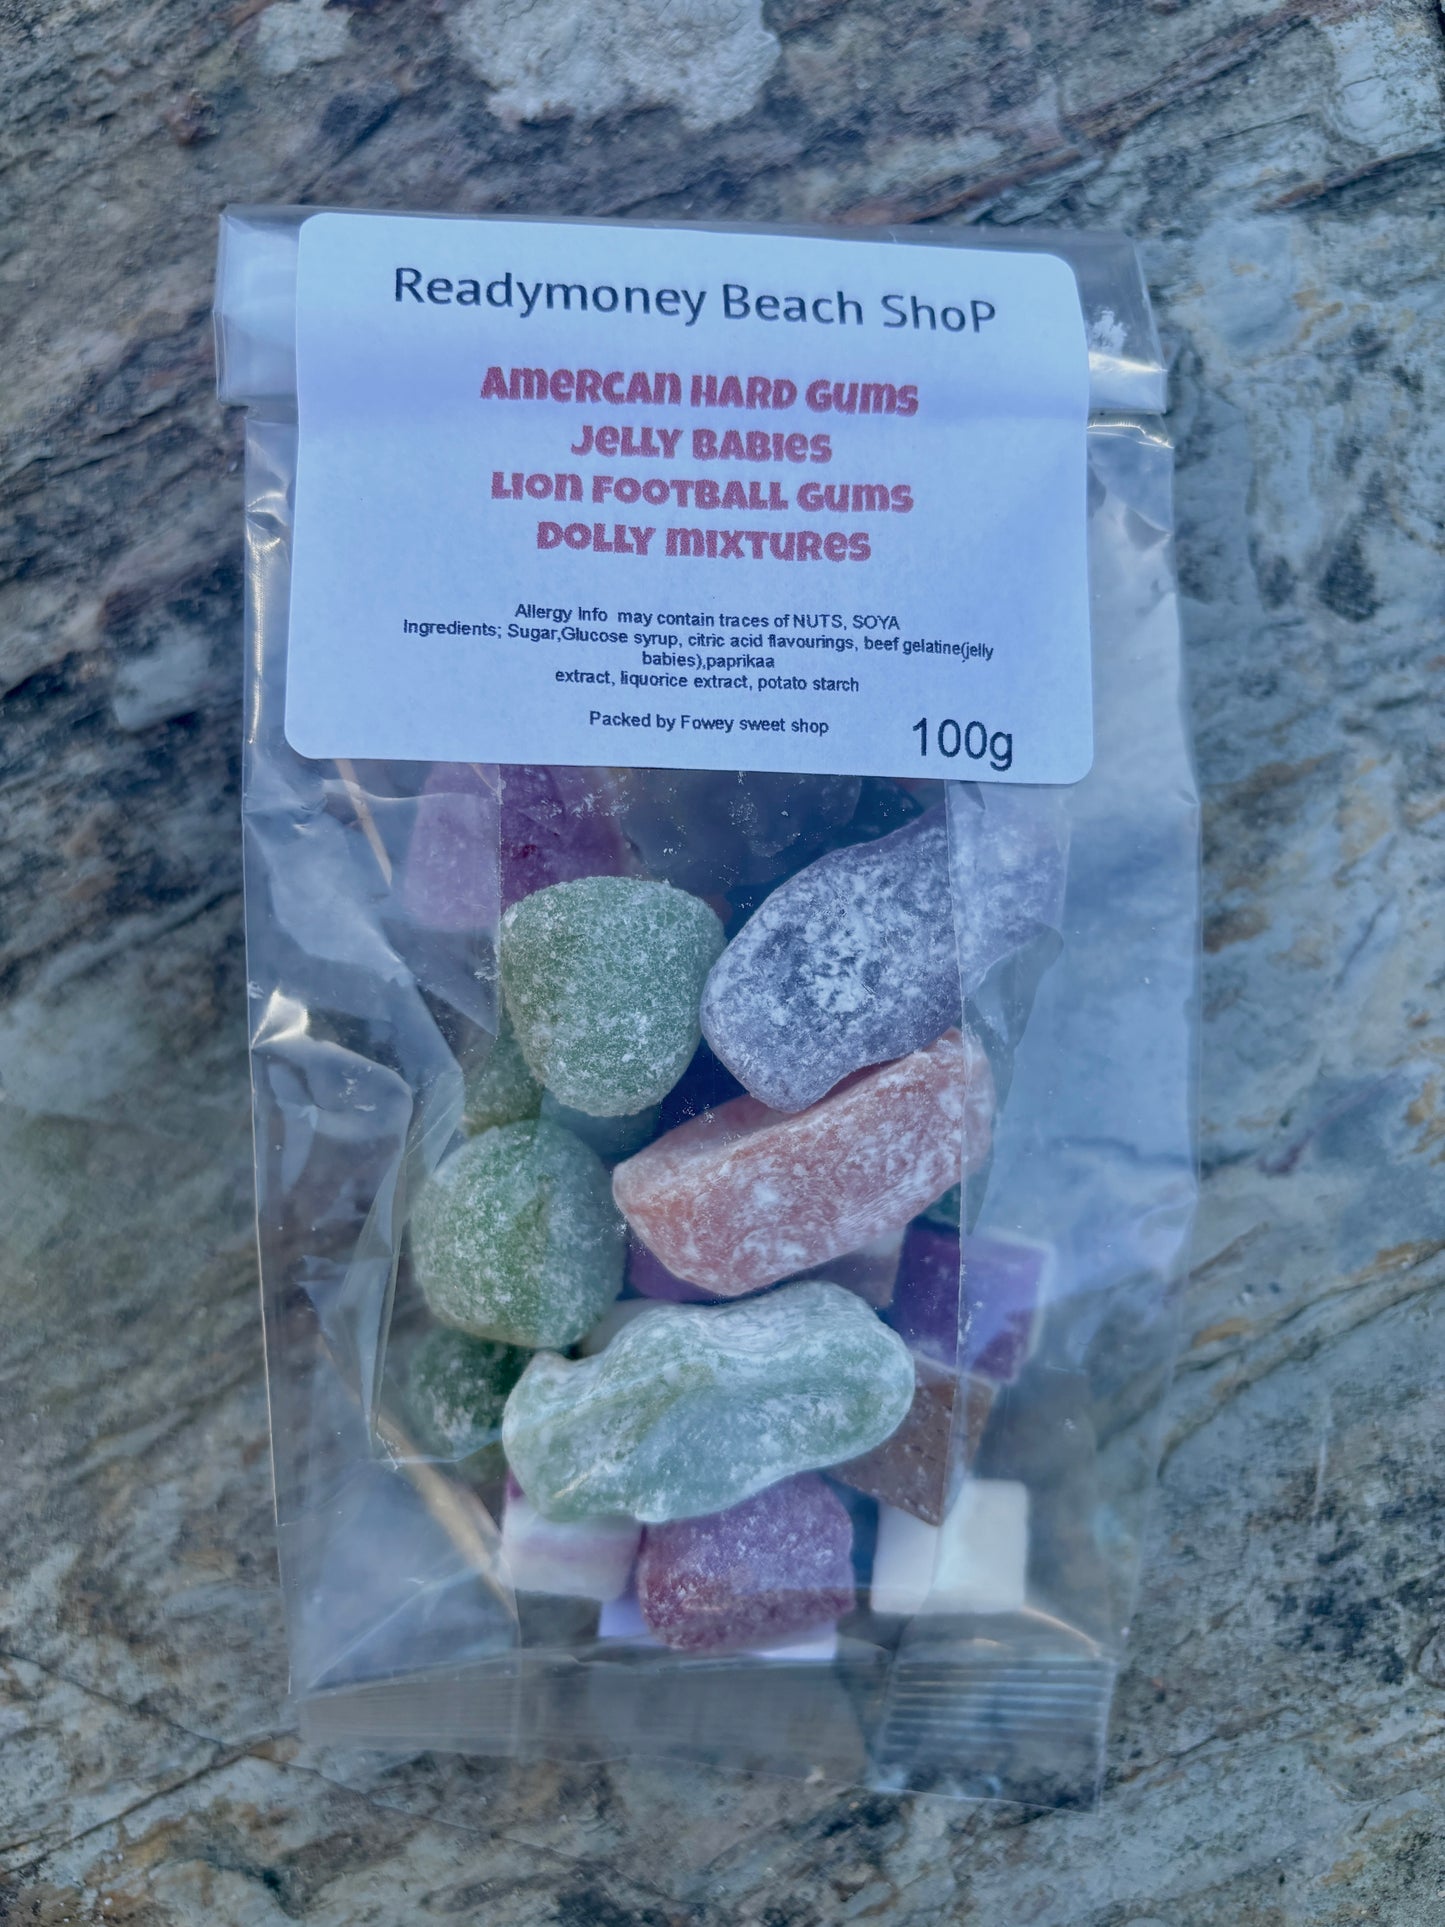 Readymoney Beach ShoP
AmeRCAn HARD Gums
Jelly BABies
Lion Football Gums
Dolly mixtures
Allergy Info may contain traces of NUTS, SOYA
Ingredients; Sugar,Glucose syrup, citric acid flavourings, beef gelatine(jelly
babies),paprikaa
extract, liquorice extract, potato starch
Packed by Fowey sweet shop
100g